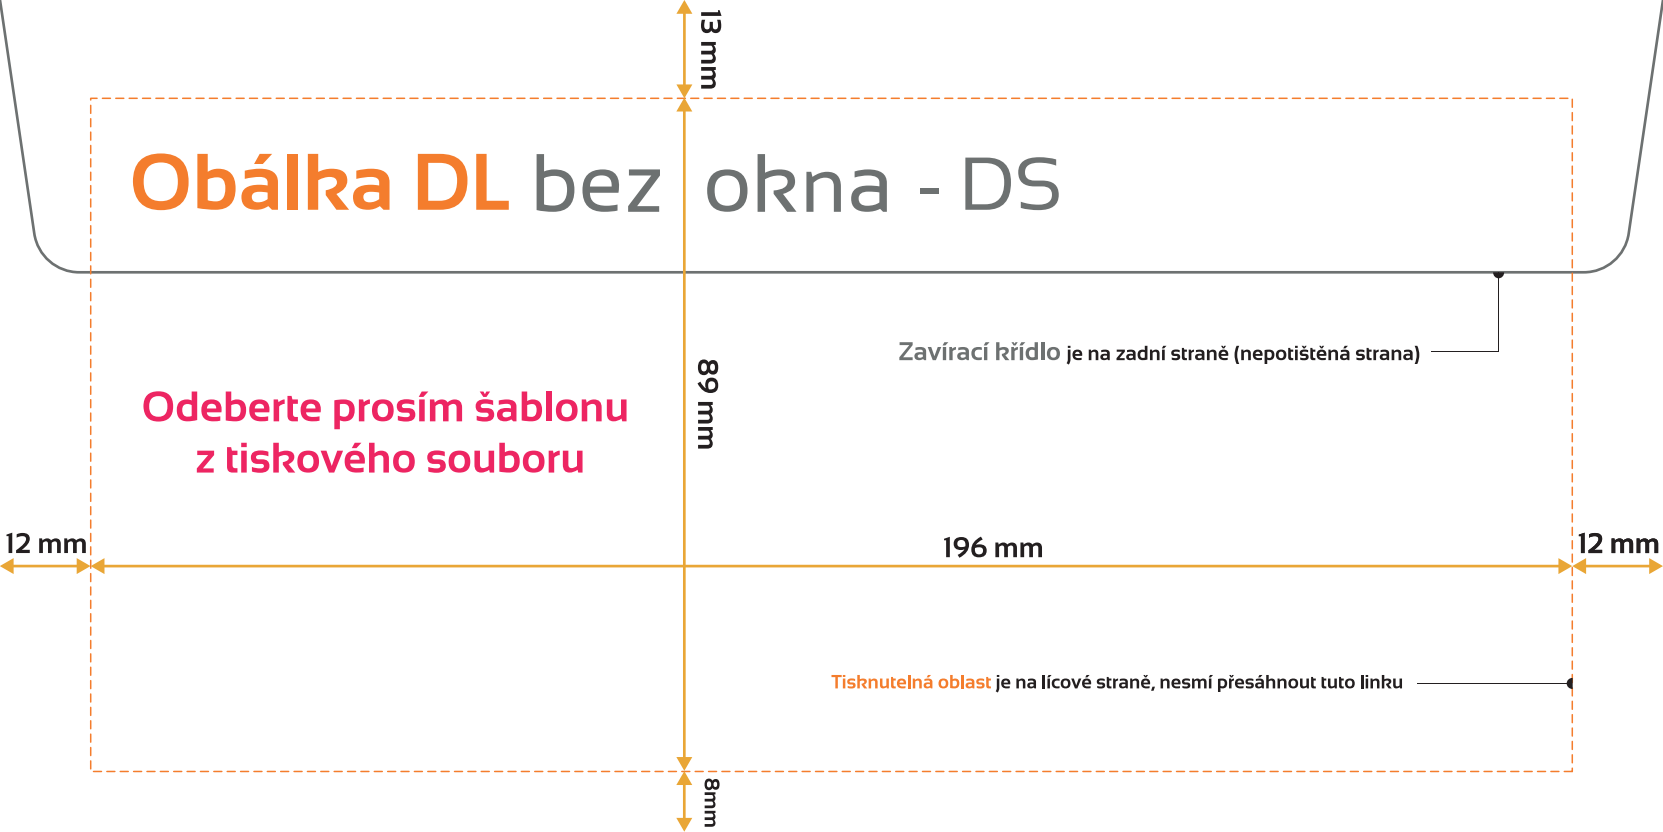 13 mm
Obálka DL bez okna - DS
Zavírací křídlo je na zadní straně (nepotištěná strana)
89 mm
Odeberte prosím šablonu
z tiskového souboru
12 mm
196 mm
12 mm
Tisknutelná oblast je na lícové straně, nesmí přesáhnout tuto linku
8mm